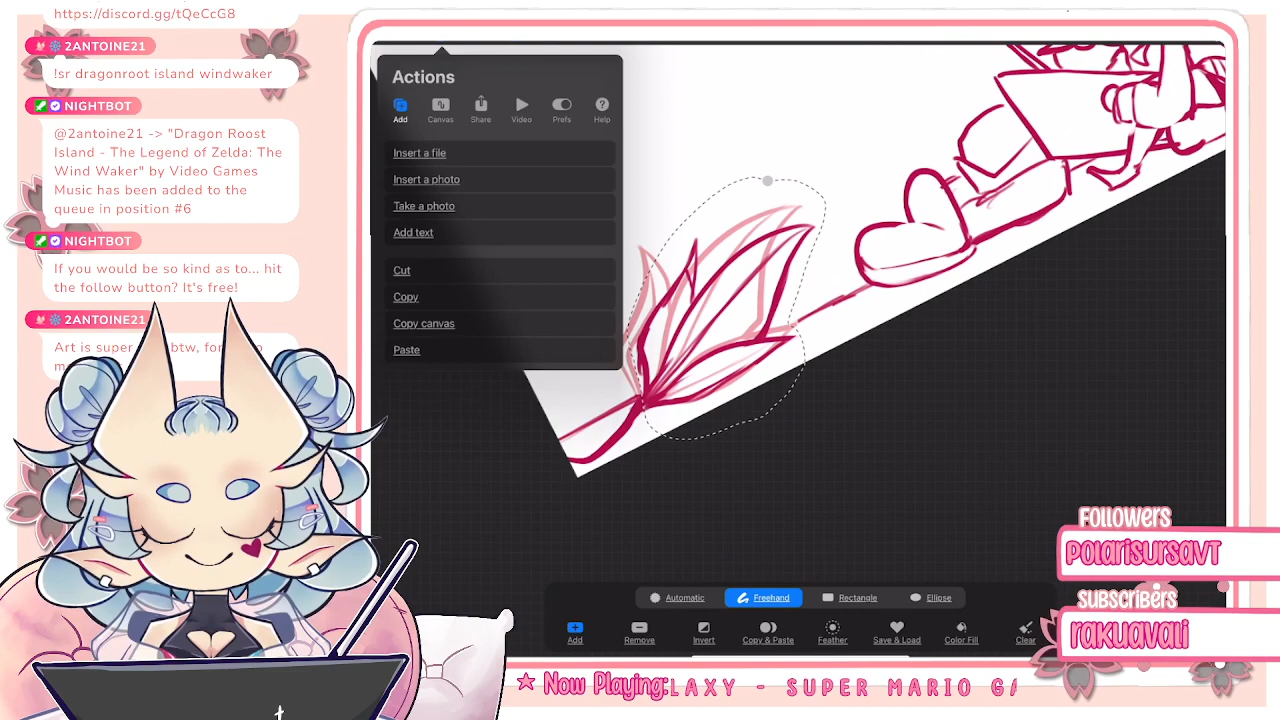 https://discord.gg/tQeCcG8
2ANTOINE21
!sr dragonroot island windwaker
NIGHTBOT
@2antoine21 -> "Dragon Roost
Island - The Legend of Zelda: The
Wind Waker" by Video Games
Music has been added to the
queue in position #6
NIGHTBOT
If you would be so kind as to... hit
the follow button? It's free!
2ANTOINE21
Art is super btw,
Actions
Add
Canvas
Share
Video
Prefs
Help
Insert a file
Insert a photo
Take a photo
Add text
Cut
Copy
Copy canvas
Paste
Automatic
Freehand
Rectangle
Ellipse
Add
Remove
Invert
Copy & Paste
Feather
Save & Load
Color Fill
Clear
Followers
PolarisUrsaVT
Subscribers
rakuavali
Now Playing:
LAXY - SUPER MARIO GA